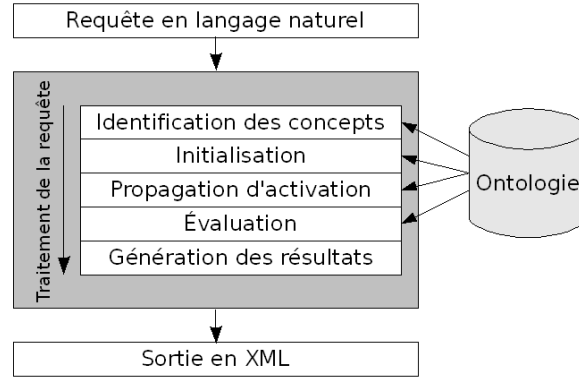 Requête en langage naturel
Traitement de la requête
Identification des concepts
Initialisation
Propagation d'activation
Évaluation
Génération des résultats
Ontologie
Sortie en XML